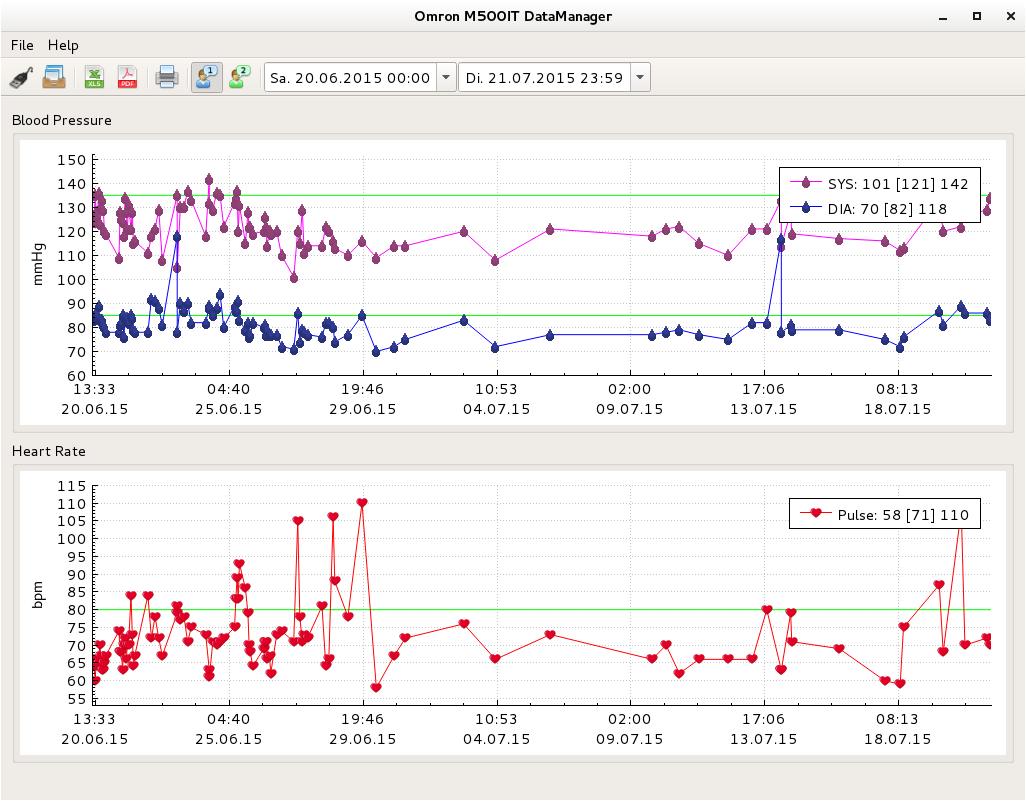 Omron M500IT DataManager
File Help
XLS PDF 1 2 Sa. 20.06.2015 00:00 Di. 21.07.2015 23:59
Blood Pressure
150
140
130
120
110
100
90
80
70
60
mmHg
SYS: 101 [121] 142
DIA: 70 [82] 118
13:33 04:40 19:46 10:53 02:00 17:06 08:13
20.06.15 25.06.15 29.06.15 04.07.15 09.07.15 13.07.15 18.07.15
Heart Rate
115
110
105
100
95
90
85
80
75
70
65
60
55
bpm
Pulse: 58 [71] 110
13:33 04:40 19:46 10:53 02:00 17:06 08:13
20.06.15 25.06.15 29.06.15 04.07.15 09.07.15 13.07.15 18.07.15